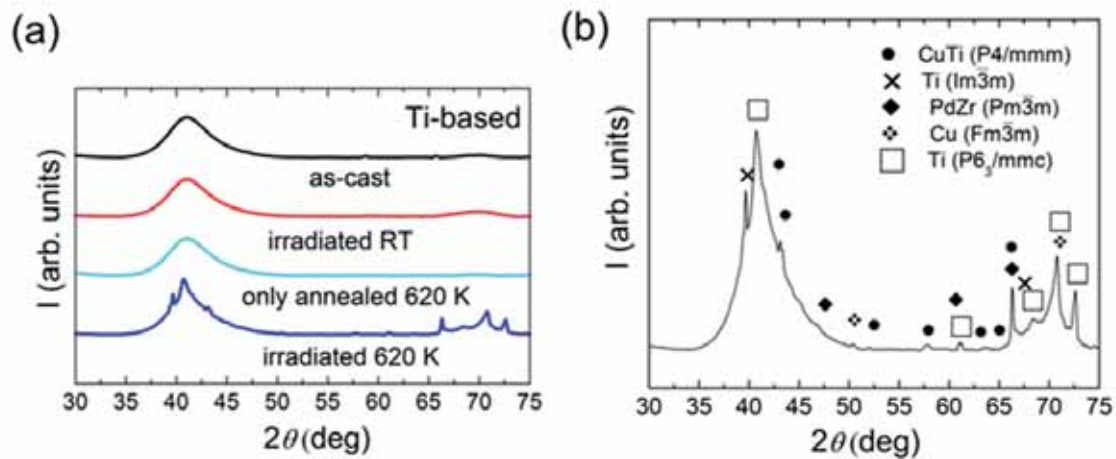 (a)
I (arb. units)
Ti-based
as-cast
irradiated RT
only annealed 620 K
irradiated 620 K
30 35 40 45 50 55 60 65 70 75
2θ(deg)
(b)
I (arb. units)
CuTi (P4/mmm)
Ti (Im3̄m)
PdZr (Pm3̄m)
Cu (Fm3̄m)
Ti (P6₃/mmc)
30 35 40 45 50 55 60 65 70 75
2θ(deg)